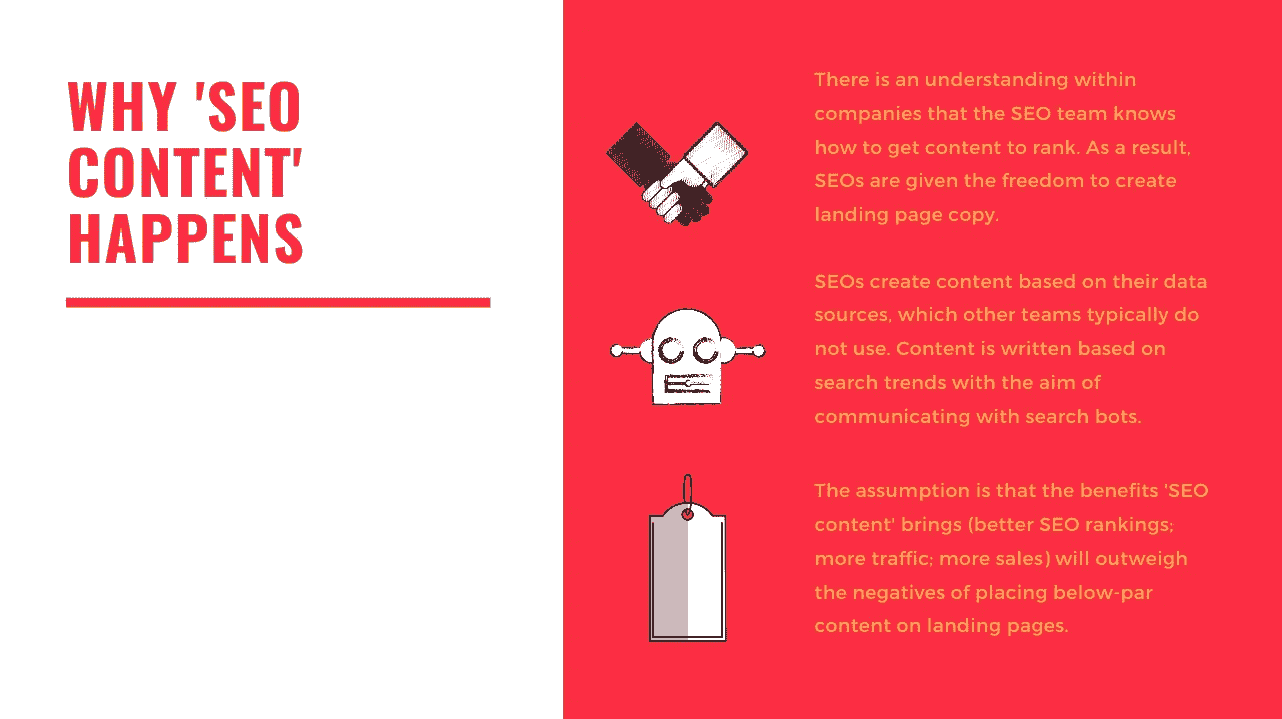 WHY 'SEO
CONTENT'
HAPPENS
There is an understanding within
companies that the SEO team knows
how to get content to rank. As a result,
SEOs are given the freedom to create
landing page copy.
SEOs create content based on their data
sources, which other teams typically do
not use. Content is written based on
search trends with the aim of
communicating with search bots.
The assumption is that the benefits 'SEO
content' brings (better SEO rankings;
more traffic; more sales) will outweigh
the negatives of placing below-par
content on landing pages.